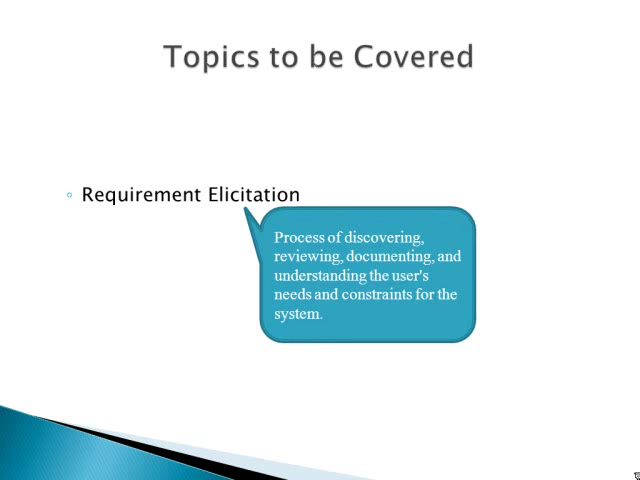 Topics to be Covered
Requirement Elicitation
Process of discovering,
reviewing, documenting, and
understanding the user's
needs and constraints for the
system.